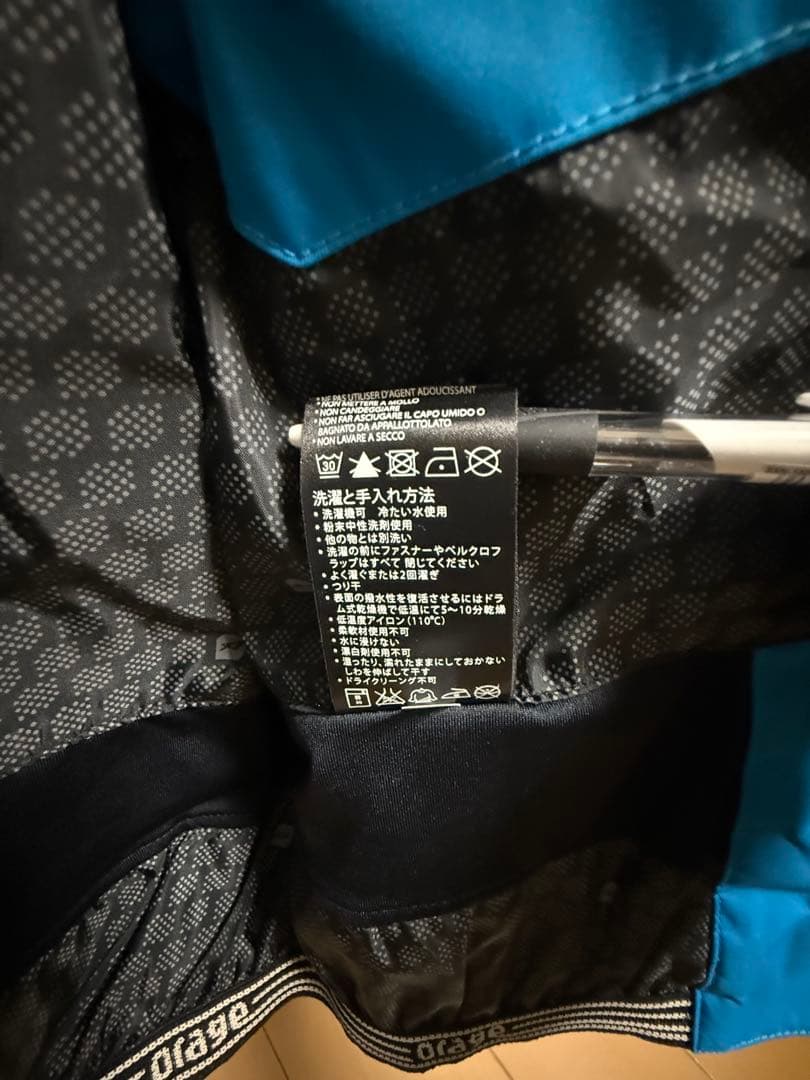 • NE PAS UTILISER D'AGENT ADOUCISSANT
• NON METTERE A MOLLO
• NON CANDEGGIARE
• NON FAR ASCIUGARE IL CAPO UMIDO O
BAGNATO DA APPALLOTTOLATO
• NON LAVARE A SECCO
30
洗濯と手入れ方法
• 洗濯機可 冷たい水使用
• 粉末中性洗剤使用
• 他の物とは別洗い
• 洗濯の前にファスナーやベルクロフ
ラップはすべて 閉じてください
• よく濯ぐまたは2回濯ぎ
• つり干
• 表面の撥水性を復活させるにはドラ
ム式乾燥機で低温にて5〜10分乾燥
• 低温度アイロン(110℃)
• 柔軟材使用不可
• 水に浸けない
• 漂白剤使用不可
• 湿ったり、濡れたままにしておかない
しわを伸ばして干す
• ドライクリーニング不可
Orage
Orage